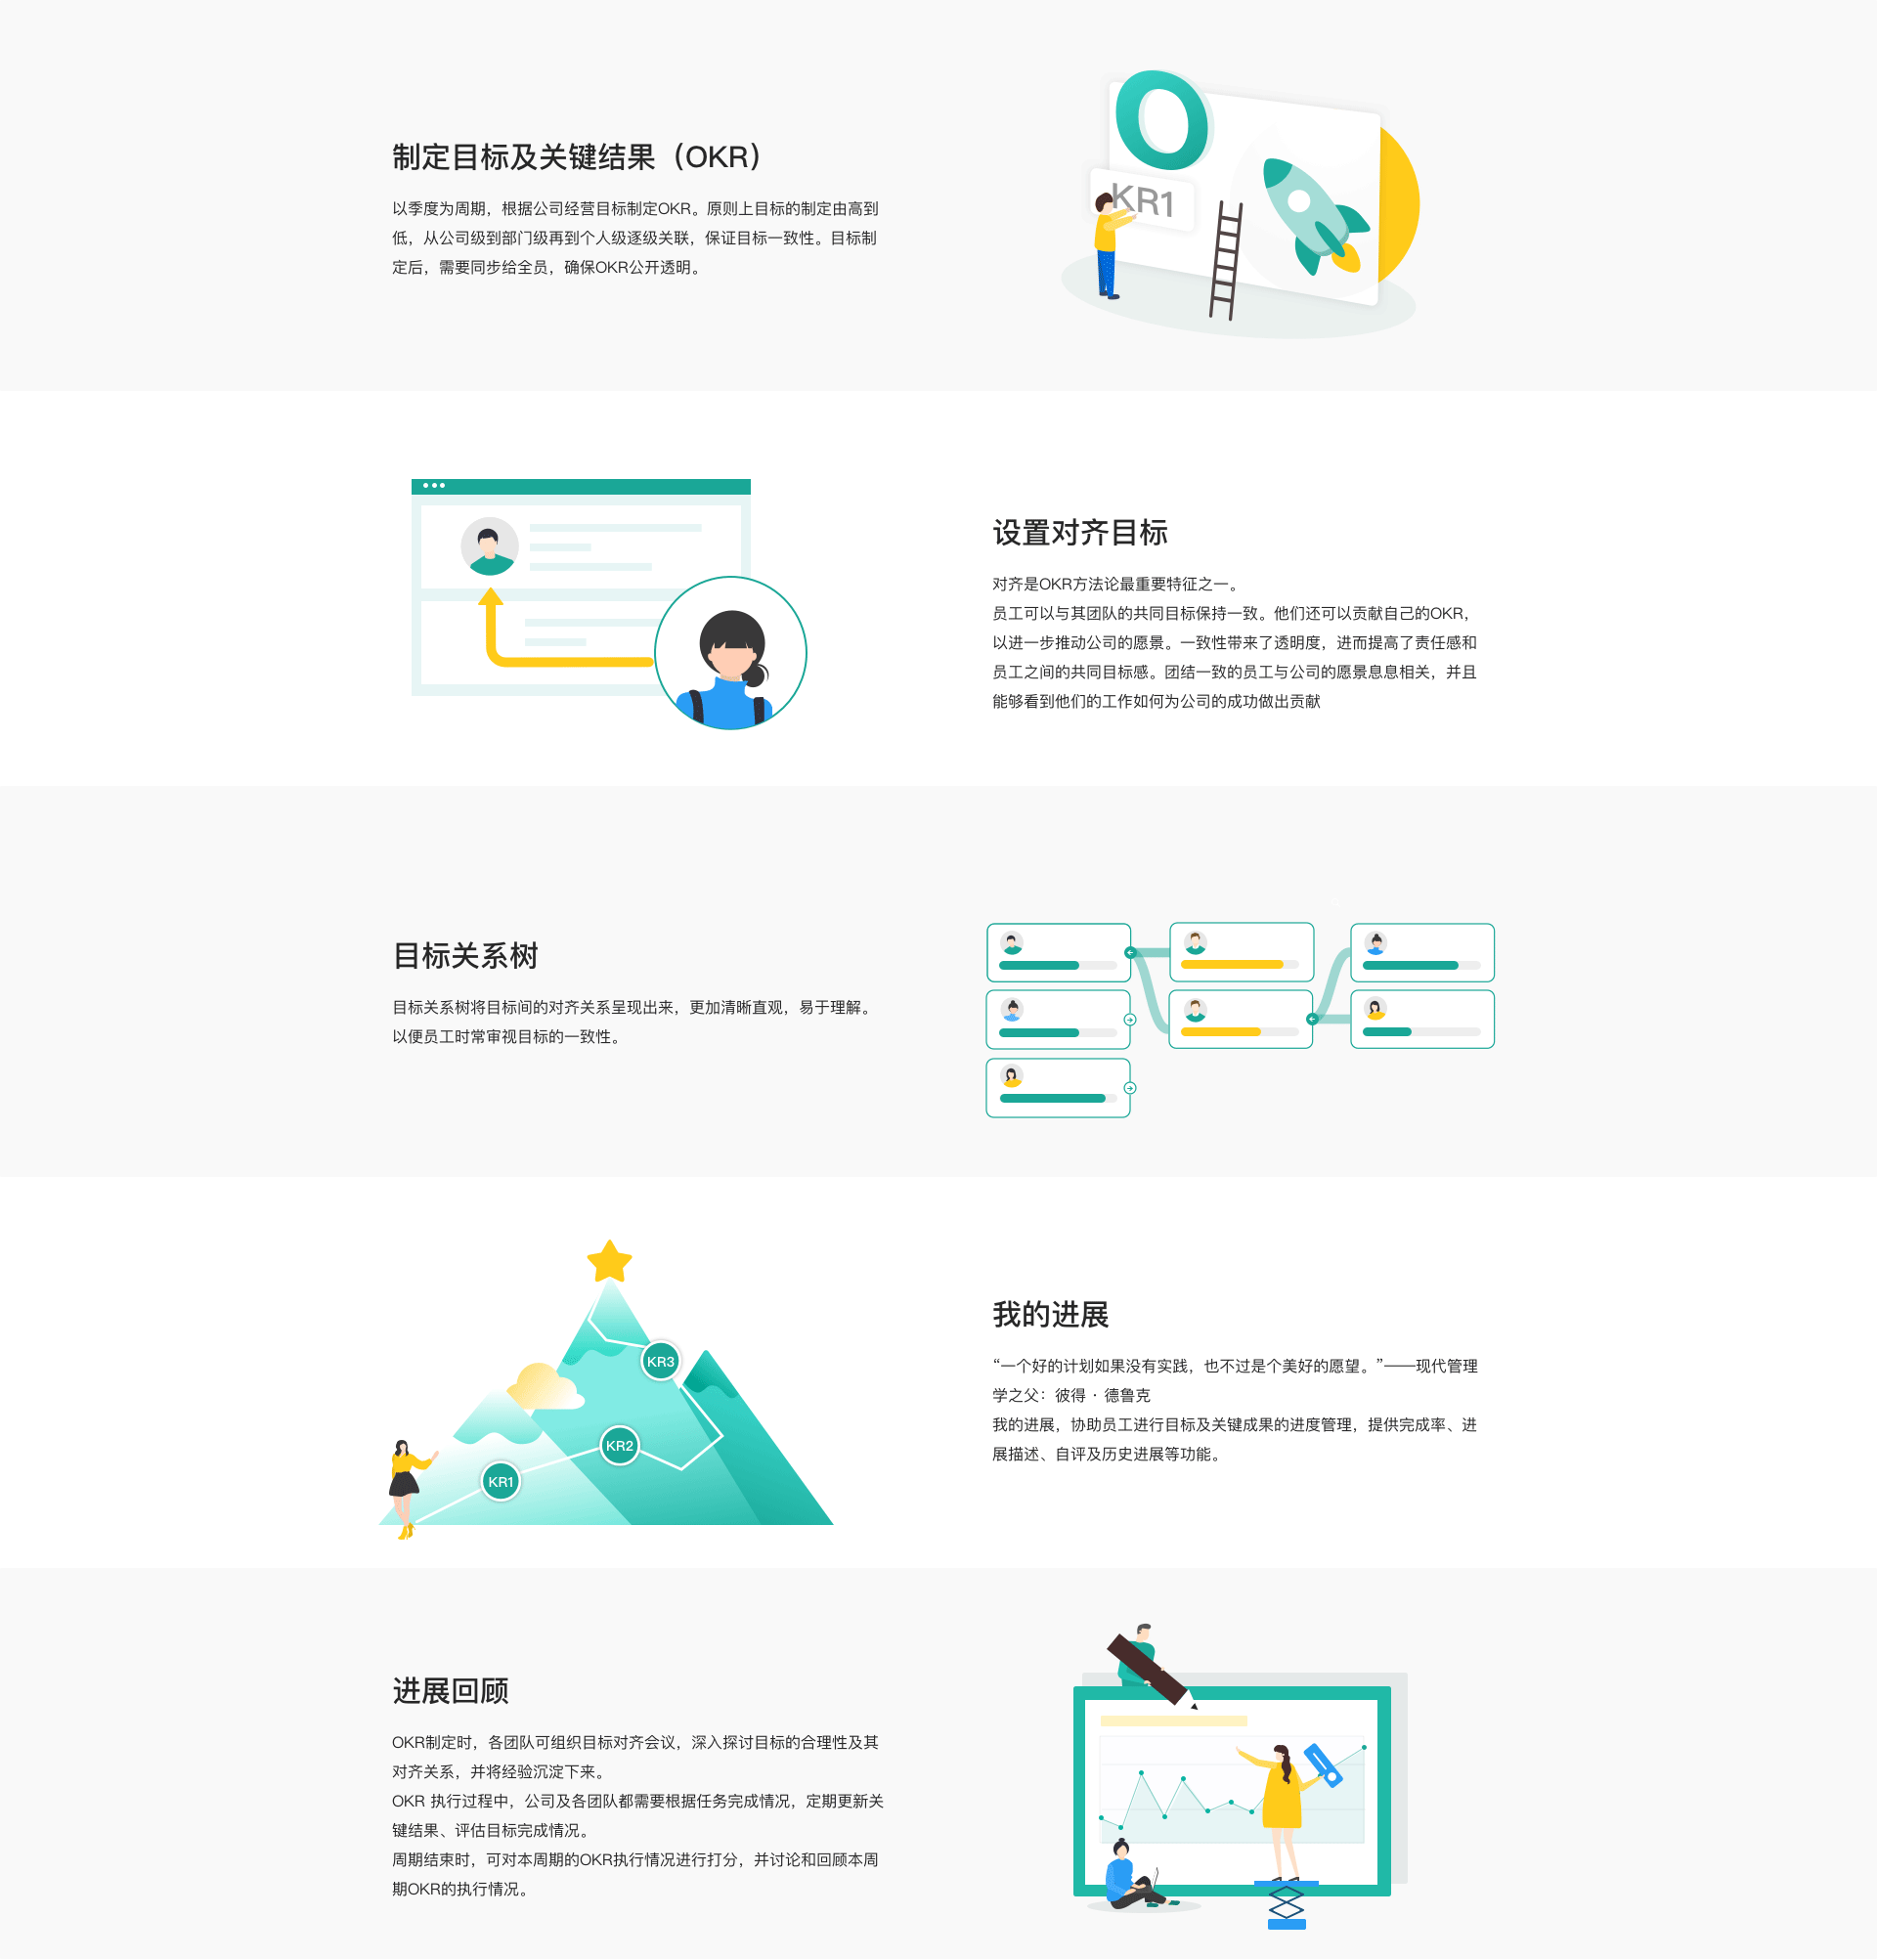 制定目标及关键结果（OKR）
以季度为周期，根据公司经营目标制定OKR。原则上目标的制定由高到
低，从公司级到部门级再到个人级逐级关联，保证目标一致性。目标制
定后，需要同步给全员，确保OKR公开透明。
O
KR1
设置对齐目标
对齐是OKR方法论最重要特征之一。
员工可以与其团队的共同目标保持一致。他们还可以贡献自己的OKR，
以进一步推动公司的愿景。一致性带来了透明度，进而提高了责任感和
员工之间的共同目标感。团结一致的员工与公司的愿景息息相关，并且
能够看到他们的工作如何为公司的成功做出贡献
目标关系树
目标关系树将目标间的对齐关系呈现出来，更加清晰直观，易于理解。
以便员工时常审视目标的一致性。
KR3
KR2
KR1
我的进展
“一个好的计划如果没有实践，也不过是个美好的愿望。”——现代管理
学之父：彼得 · 德鲁克
我的进展，协助员工进行目标及关键成果的进度管理，提供完成率、进
展描述、自评及历史进展等功能。
进展回顾
OKR制定时，各团队可组织目标对齐会议，深入探讨目标的合理性及其
对齐关系，并将经验沉淀下来。
OKR 执行过程中，公司及各团队都需要根据任务完成情况，定期更新关
键结果、评估目标完成情况。
周期结束时，可对本周期的OKR执行情况进行打分，并讨论和回顾本周
期OKR的执行情况。